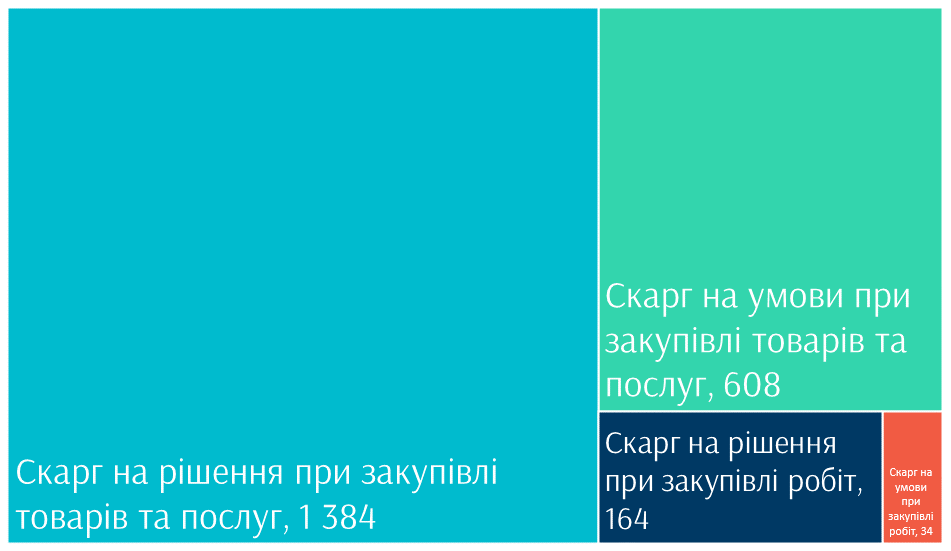 Скарг на рішення при закупівлі
товарів та послуг, 1 384
Скарг на умови при
закупівлі товарів та
послуг, 608
Скарг на рішення
при закупівлі робіт,
164
Скарг на
умови
при
закупівлі
робіт, 34